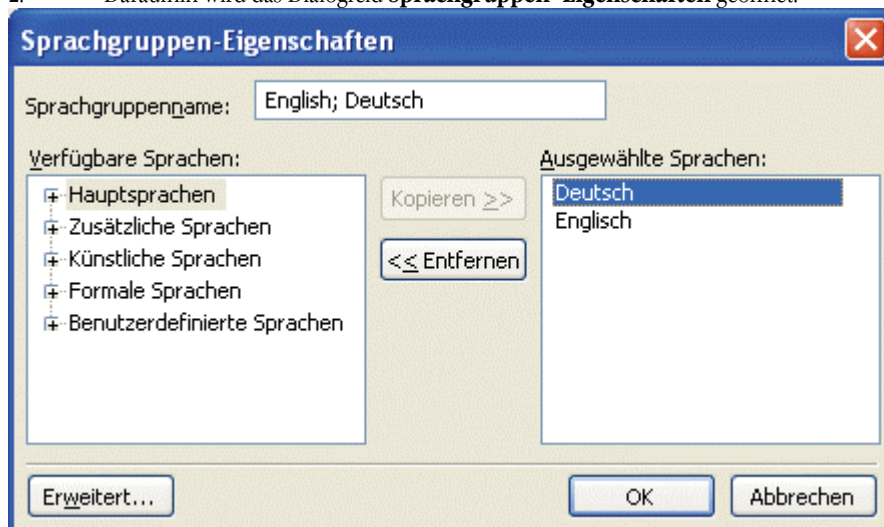 2. Daraufhin wird das Dialogfeld Sprachgruppen-Eigenschaften geöffnet.
Sprachgruppen-Eigenschaften
Sprachgruppenname: English; Deutsch
Verfügbare Sprachen:
Ausgewählte Sprachen:
Hauptsprachen
Zusätzliche Sprachen
Künstliche Sprachen
Formale Sprachen
Benutzerdefinierte Sprachen
Kopieren >>
<< Entfernen
Deutsch
Englisch
Erweitert...
OK
Abbrechen